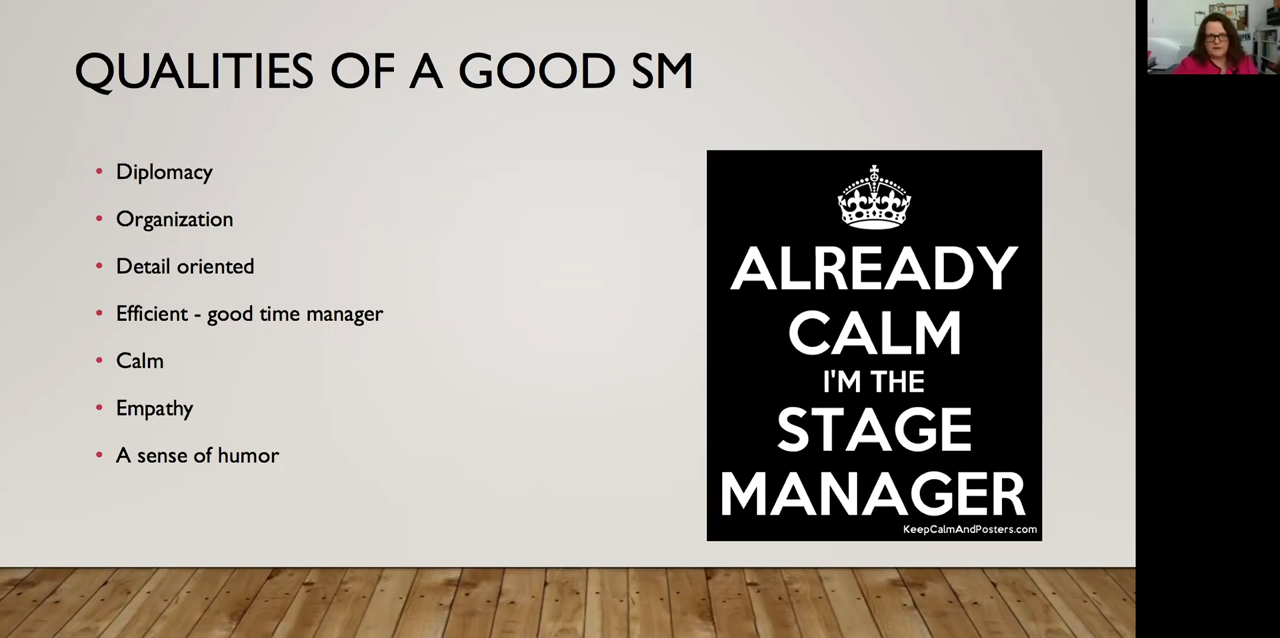 QUALITIES OF A GOOD SM
Diplomacy
Organization
Detail oriented
Efficient - good time manager
Calm
Empathy
A sense of humor
ALREADY
CALM
I'M THE
STAGE
MANAGER
KeepCalmAndPosters.com